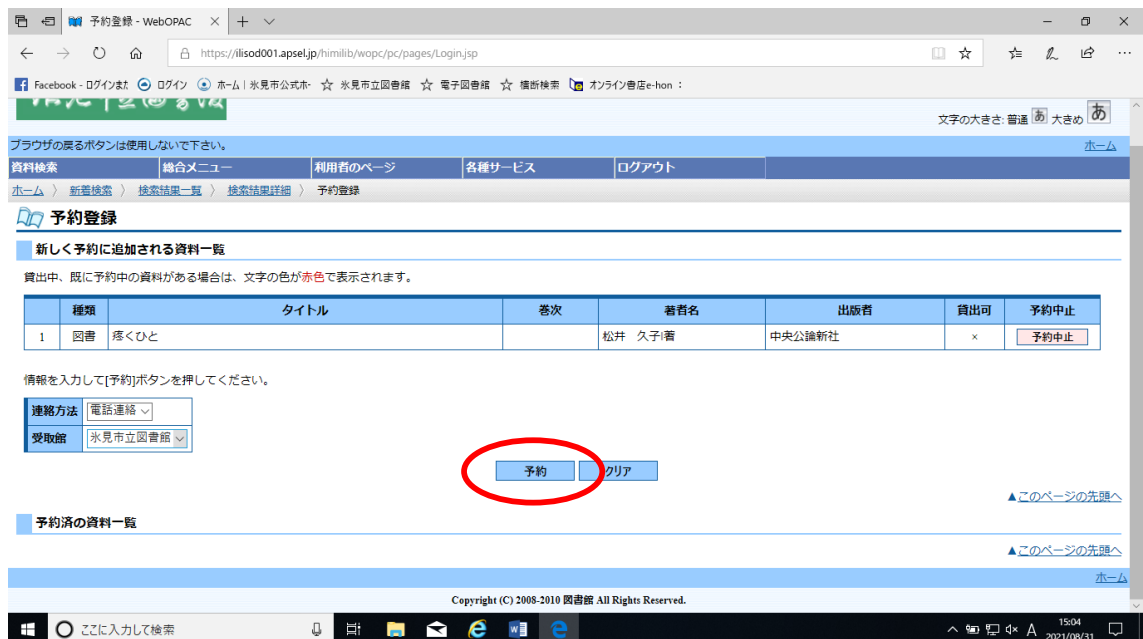 予約登録 - WebOPAC
https://ilisod001.apsel.jp/himilib/wopc/pc/pages/Login.jsp
Facebook - ログインまた ログイン ホーム | 氷見市公式ホ- 氷見市立図書館 電子図書館 横断検索 オンライン書店e-hon :
文字の大きさ: 普通 あ 大きめ あ
ブラウザの戻るボタンは使用しないで下さい。 ホーム
資料検索 総合メニュー 利用者のページ 各種サービス ログアウト
ホーム 〉 新着検索 〉 検索結果一覧 〉 検索結果詳細 〉 予約登録
予約登録
新しく予約に追加される資料一覧
貸出中、既に予約中の資料がある場合は、文字の色が赤色で表示されます。
種類 タイトル 巻次 著者名 出版者 貸出可 予約中止
1 図書 疼くひと 松井 久子‖著 中央公論新社 × 予約中止
情報を入力して[予約]ボタンを押してください。
連絡方法 電話連絡
受取館 氷見市立図書館
予約 クリア
▲このページの先頭へ
予約済の資料一覧
▲このページの先頭へ
ホーム
Copyright (C) 2008-2010 図書館 All Rights Reserved.
ここに入力して検索 A 15:04
2021/08/31